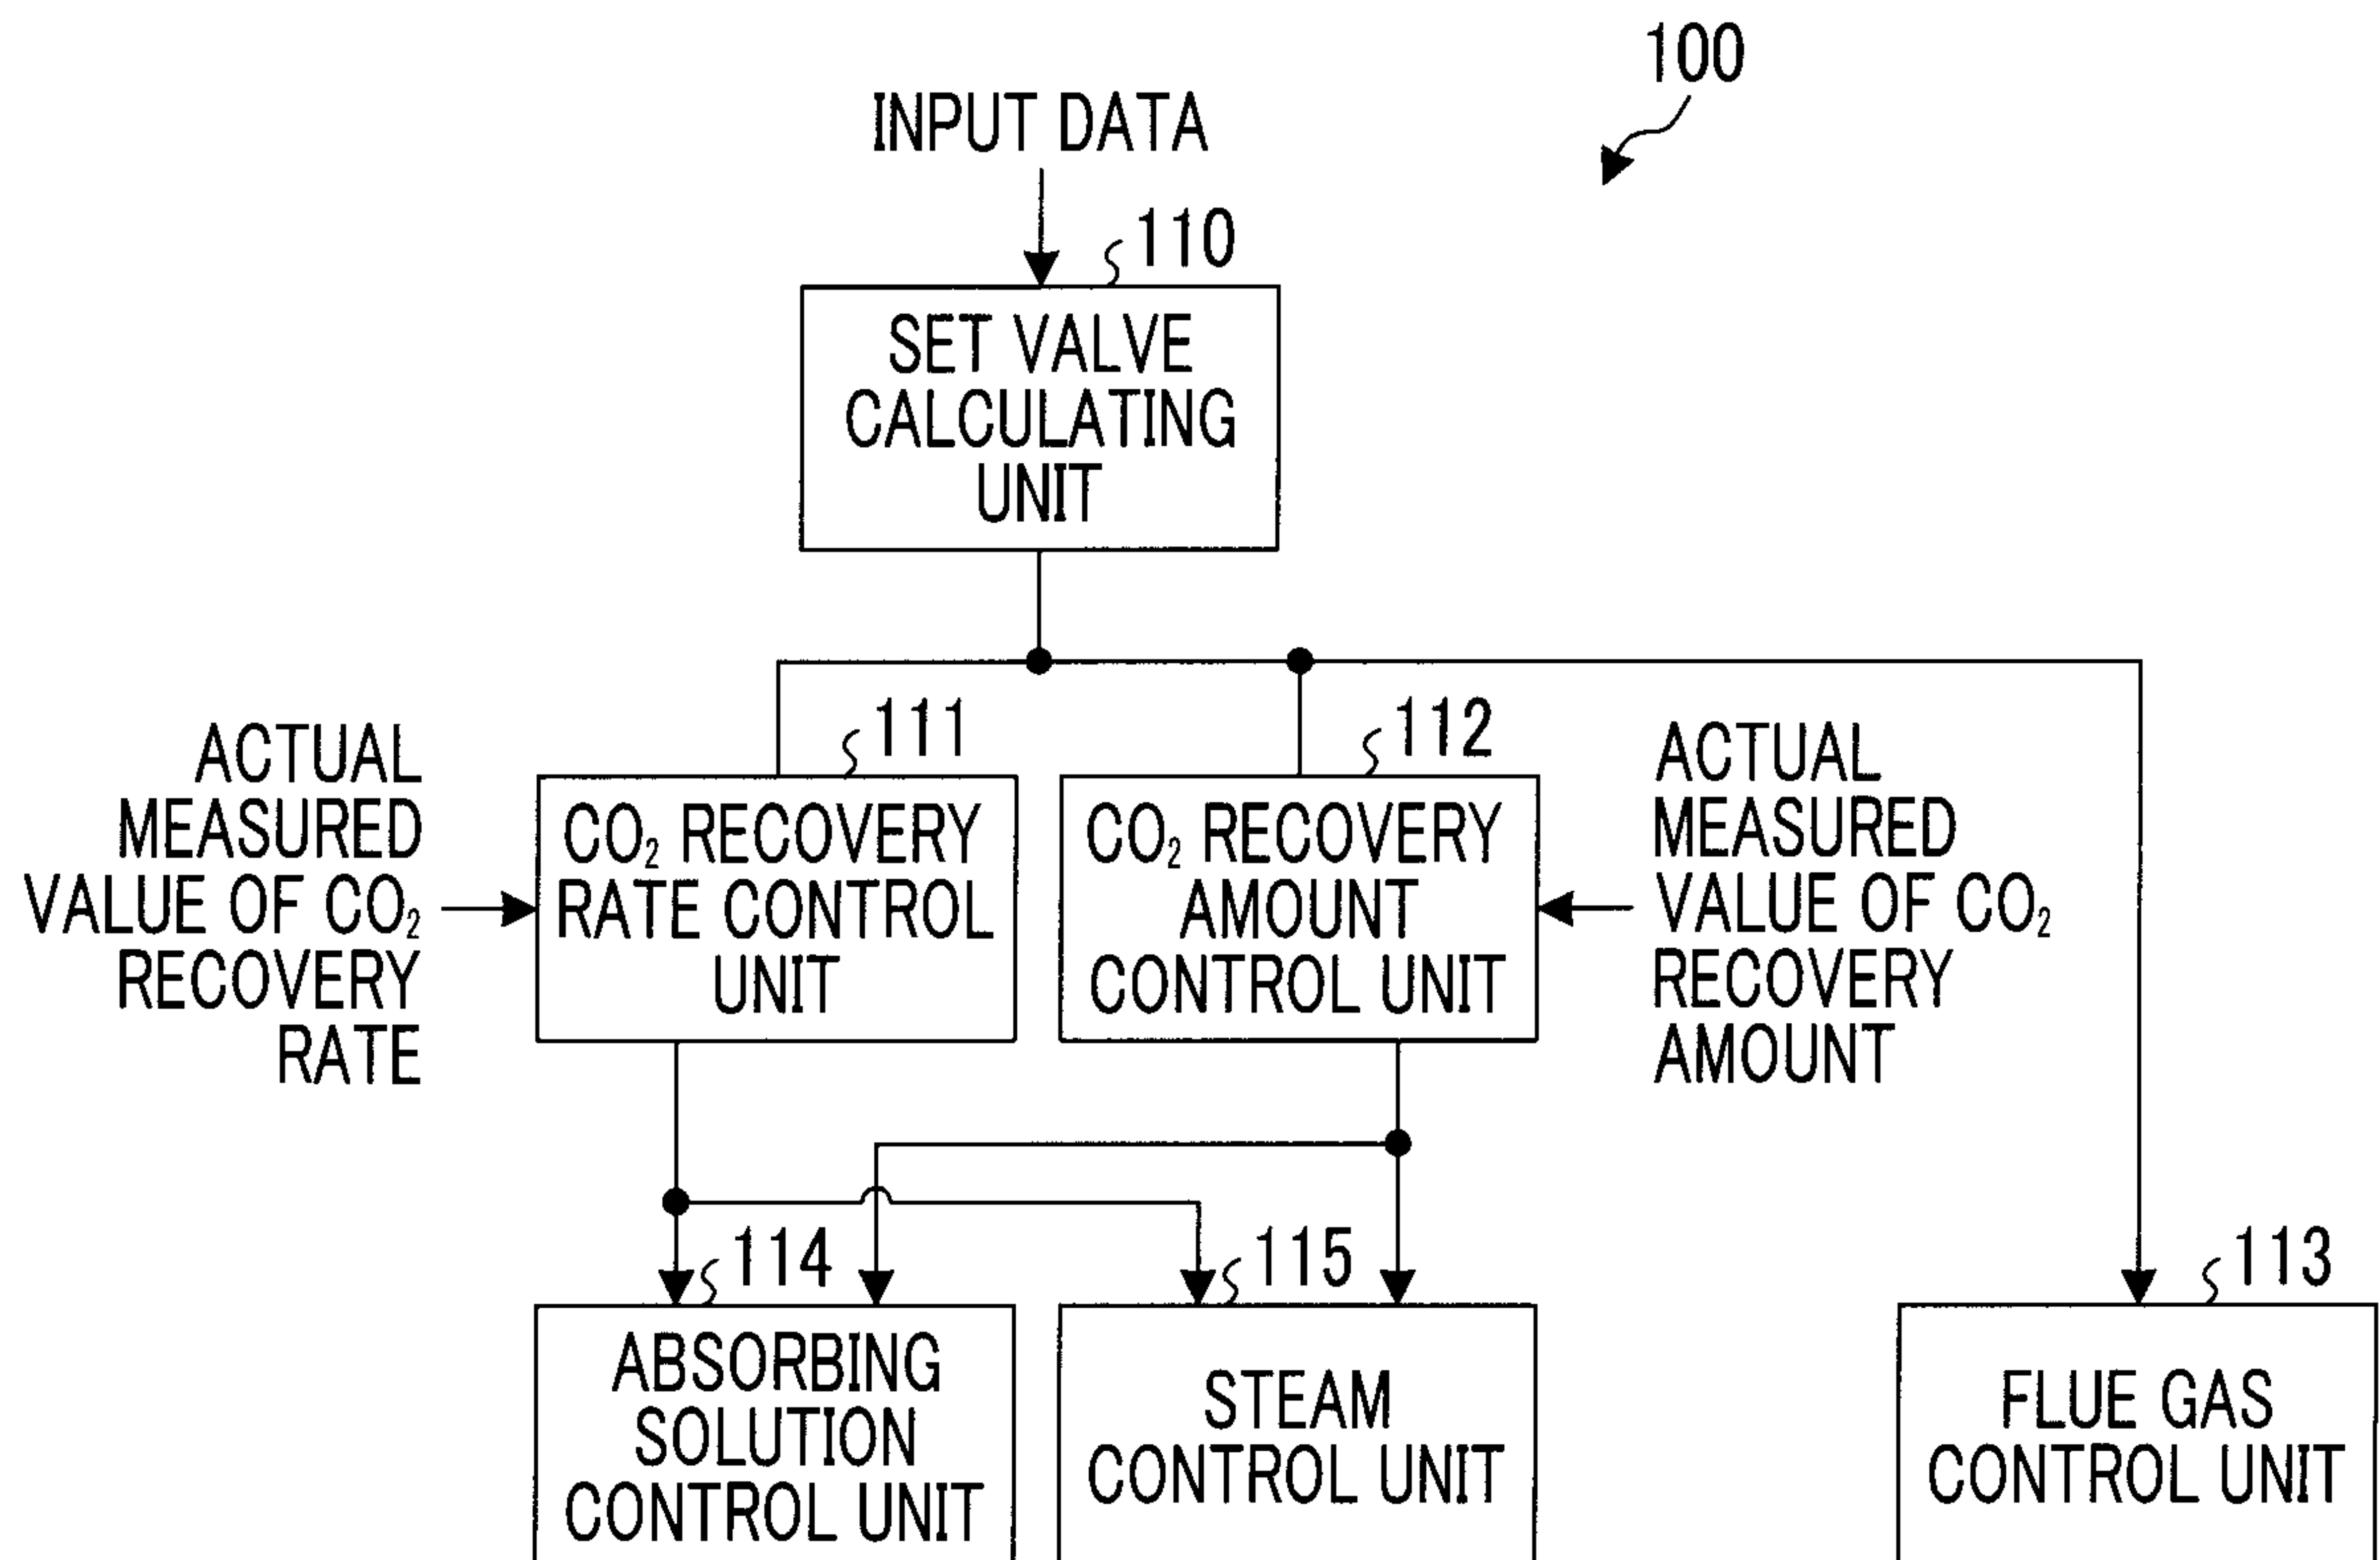 100
INPUT DATA
110
SET VALVE
CALCULATING
UNIT
111
112
ACTUAL
MEASURED
VALUE OF CO₂
RECOVERY
RATE
CO₂ RECOVERY
RATE CONTROL
UNIT
CO₂ RECOVERY
AMOUNT
CONTROL UNIT
ACTUAL
MEASURED
VALUE OF CO₂
RECOVERY
AMOUNT
114
115
113
ABSORBING
SOLUTION
CONTROL UNIT
STEAM
CONTROL UNIT
FLUE GAS
CONTROL UNIT